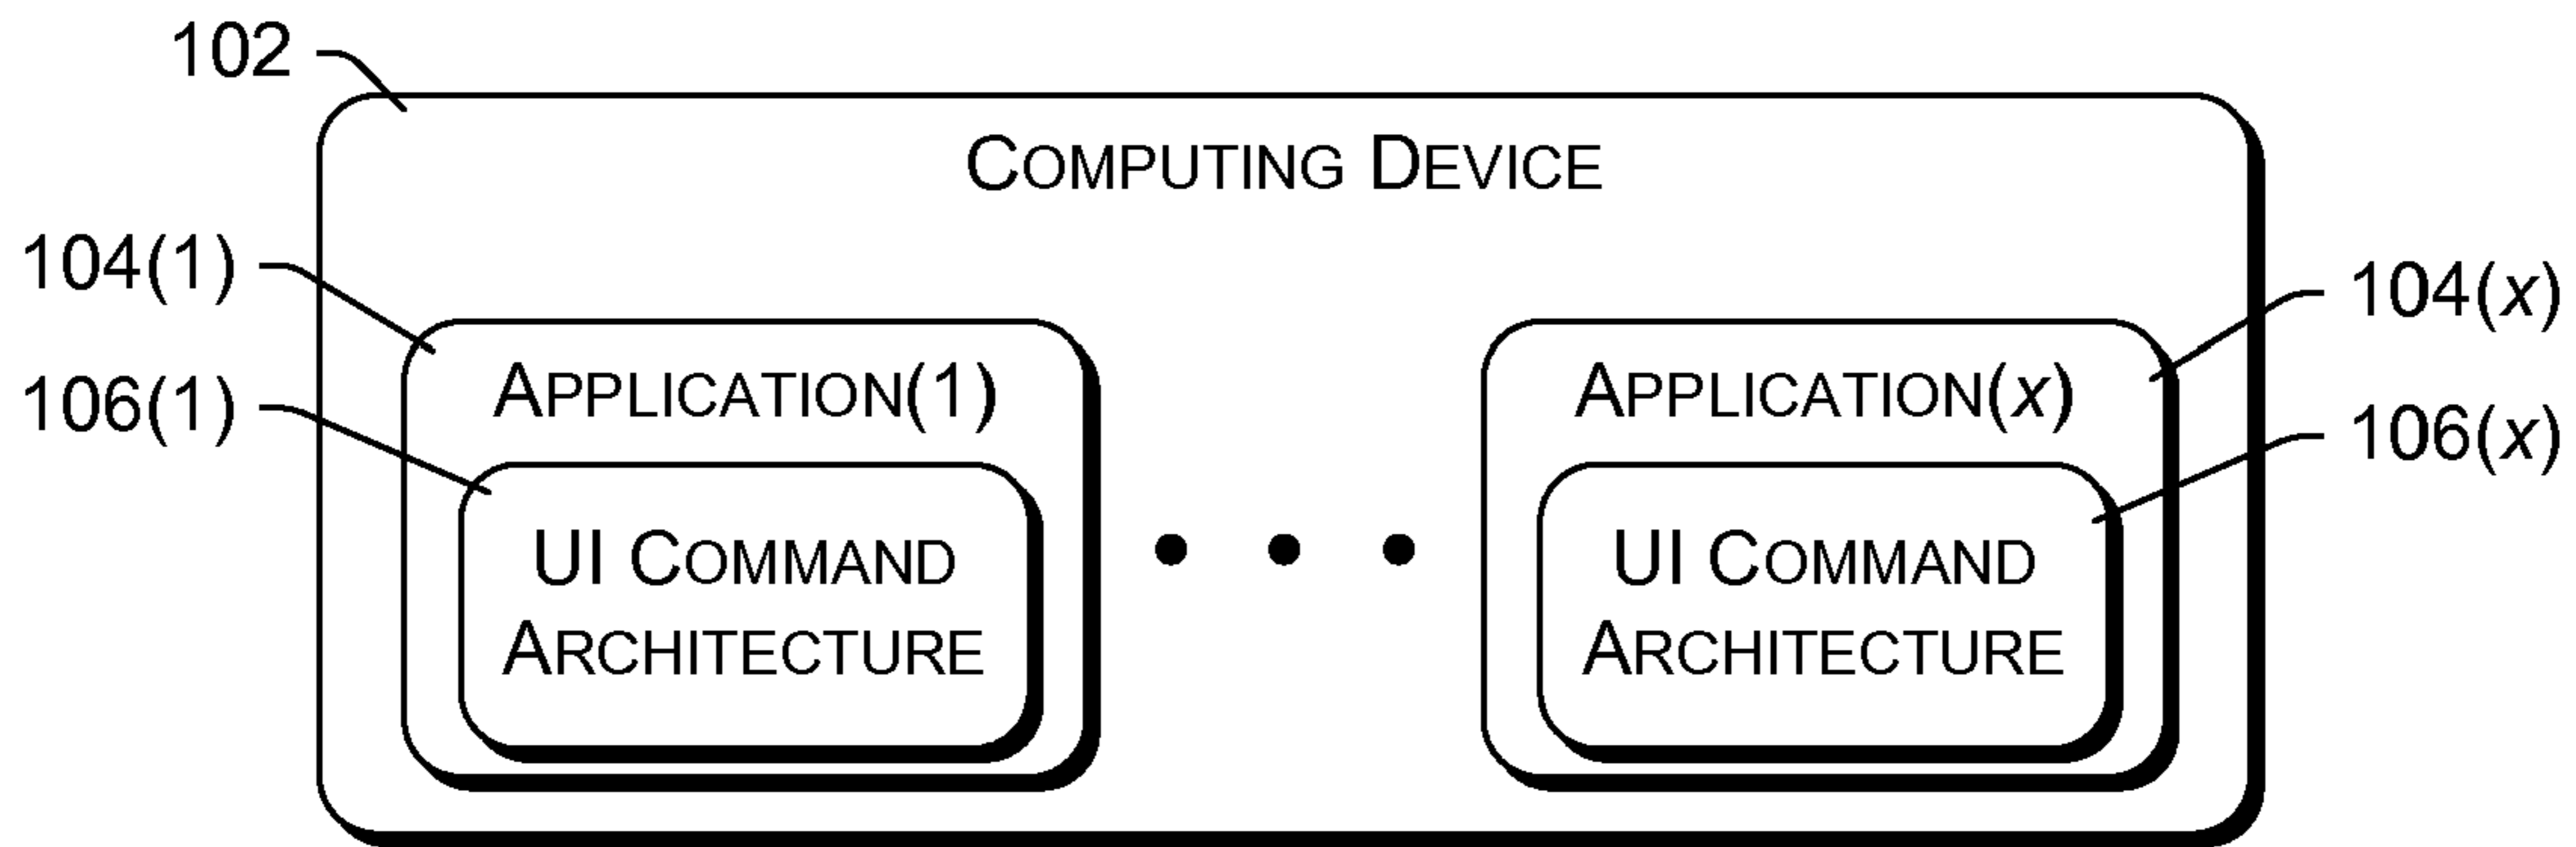 102
COMPUTING DEVICE
104(1)
104(x)
APPLICATION(1)
APPLICATION(x)
106(1)
106(x)
UI COMMAND
ARCHITECTURE
UI COMMAND
ARCHITECTURE